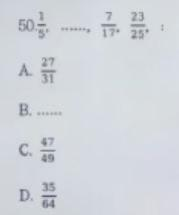 50. 1/5, ......, 7/17, 23/25, :
A. 27/31
B. ......
C. 47/49
D. 35/64